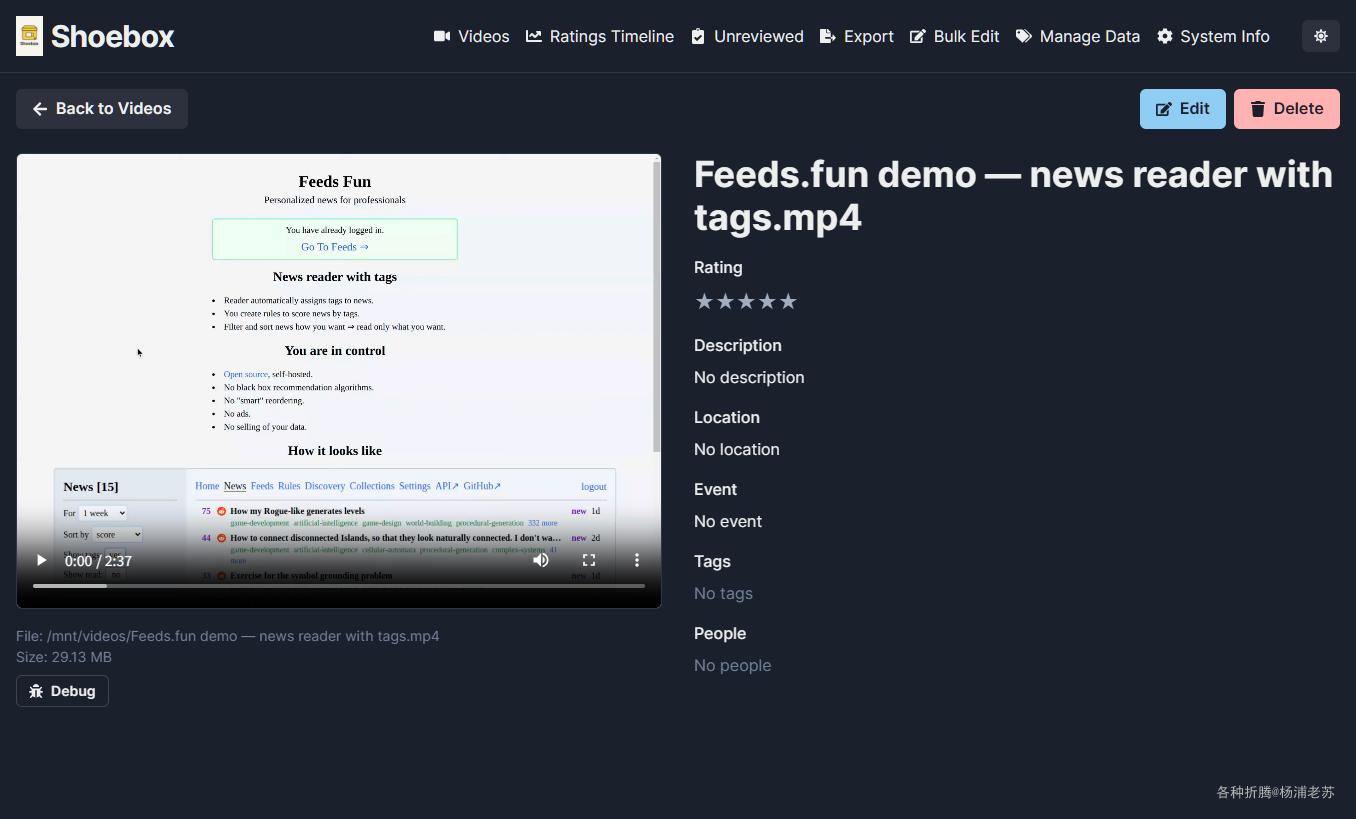 Shoebox
Shoebox Videos Ratings Timeline Unreviewed Export Bulk Edit Manage Data System Info
Back to Videos Edit Delete
Feeds Fun
Personalized news for professionals
You have already logged in.
Go To Feeds ⇒
News reader with tags
• Reader automatically assigns tags to news.
• You create rules to score news by tags.
• Filter and sort news how you want ⇒ read only what you want.
You are in control
• Open source, self-hosted.
• No black box recommendation algorithms.
• No "smart" reordering.
• No ads.
• No selling of your data.
How it looks like
News [15]
For 1 week
Sort by score
Show tags: yes
Show read: no
Home News Feeds Rules Discovery Collections Settings API↗ GitHub↗ logout
75 How my Rogue-like generates levels new 1d
game-development artificial-intelligence game-design world-building procedural-generation 332 more
44 How to connect disconnected Islands, so that they look naturally connected. I don't wa… new 2d
game-development artificial-intelligence cellular-automata procedural-generation complex-systems 41
more
33 Exercise for the symbol grounding problem new 1d
0:00 / 2:37
File: /mnt/videos/Feeds.fun demo — news reader with tags.mp4
Size: 29.13 MB
Debug
Feeds.fun demo — news reader with
tags.mp4
Rating
★★★★★
Description
No description
Location
No location
Event
No event
Tags
No tags
People
No people
各种折腾@杨浦老苏